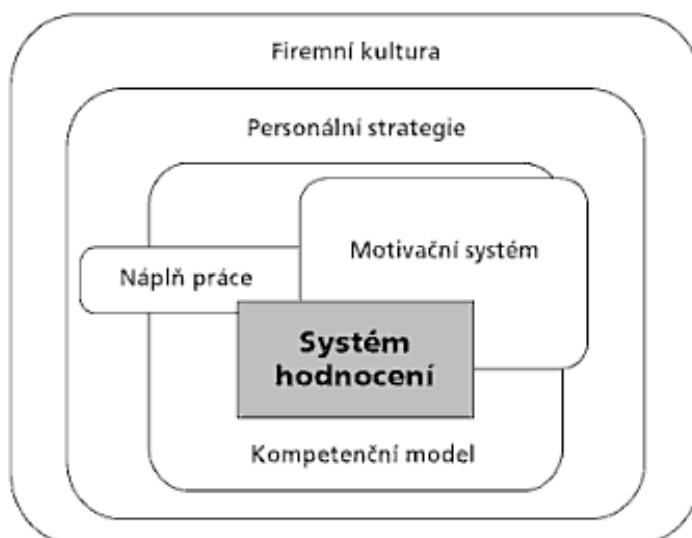 Firemní kultura
Personální strategie
Motivační systém
Náplň práce
Systém
hodnocení
Kompetenční model